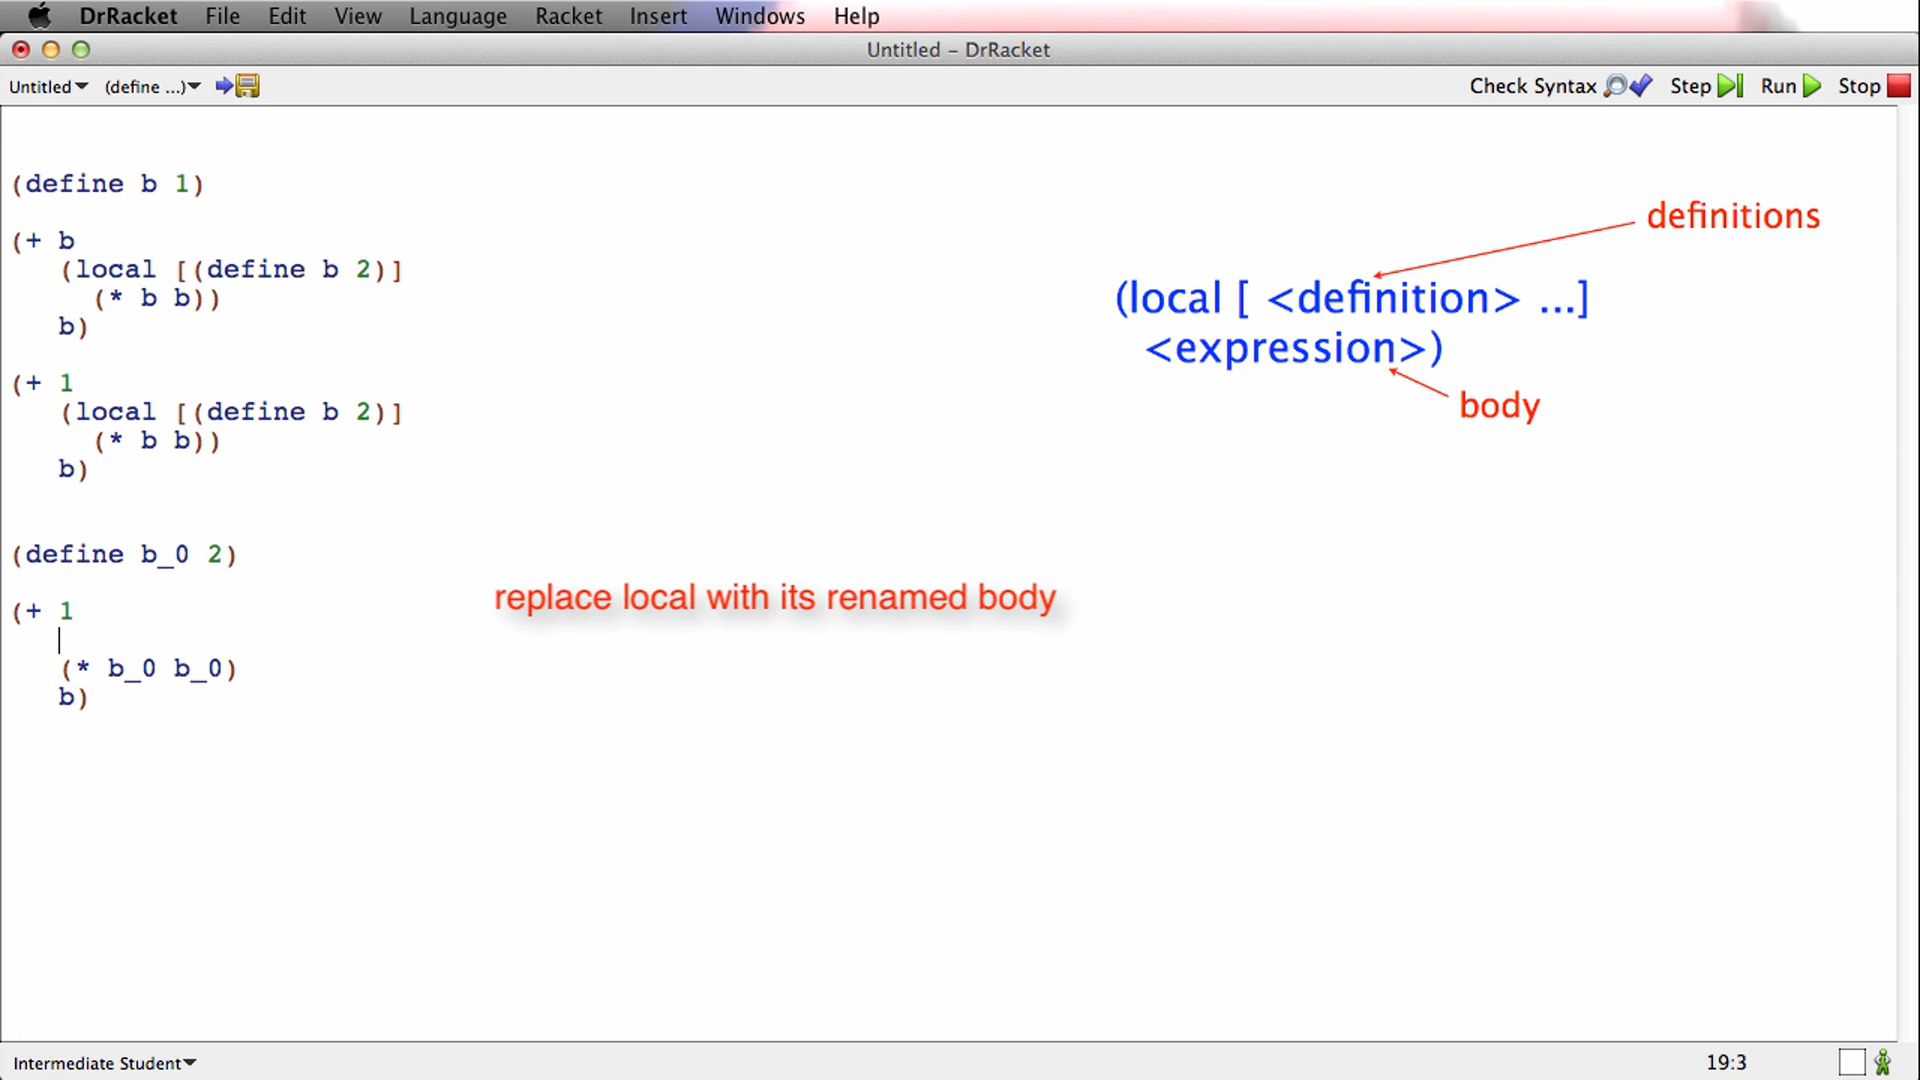 DrRacket File Edit View Language Racket Insert Windows Help
Untitled – DrRacket
Untitled (define ...) Check Syntax Step Run Stop
(define b 1)
(+ b
(local [(define b 2)]
(* b b))
b)
(+ 1
(local [(define b 2)]
(* b b))
b)
(define b_0 2)
(+ 1
(* b_0 b_0)
b)
replace local with its renamed body
definitions
(local [ <definition> ...]
<expression>)
body
Intermediate Student 19:3